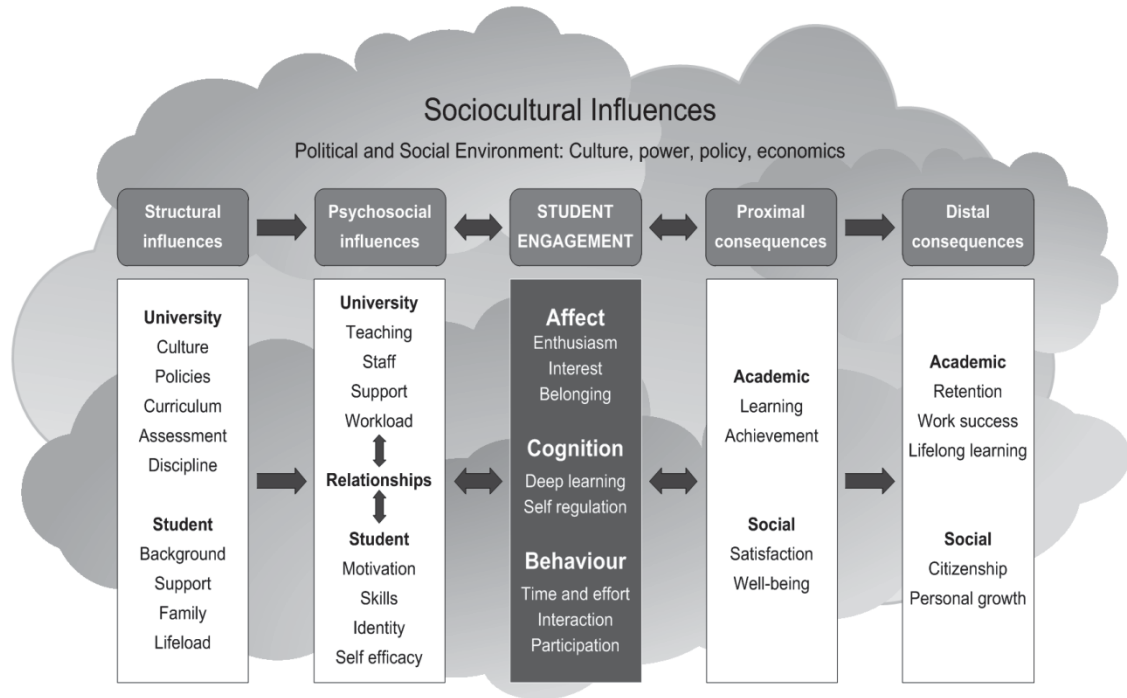 Sociocultural Influences
Political and Social Environment: Culture, power, policy, economics
Structural
influences
Psychosocial
influences
STUDENT
ENGAGEMENT
Proximal
consequences
Distal
consequences
University
Culture
Policies
Curriculum
Assessment
Discipline
Student
Background
Support
Family
Lifeload
University
Teaching
Staff
Support
Workload
Relationships
Student
Motivation
Skills
Identity
Self efficacy
Affect
Enthusiasm
Interest
Belonging
Cognition
Deep learning
Self regulation
Behaviour
Time and effort
Interaction
Participation
Academic
Learning
Achievement
Social
Satisfaction
Well-being
Academic
Retention
Work success
Lifelong learning
Social
Citizenship
Personal growth